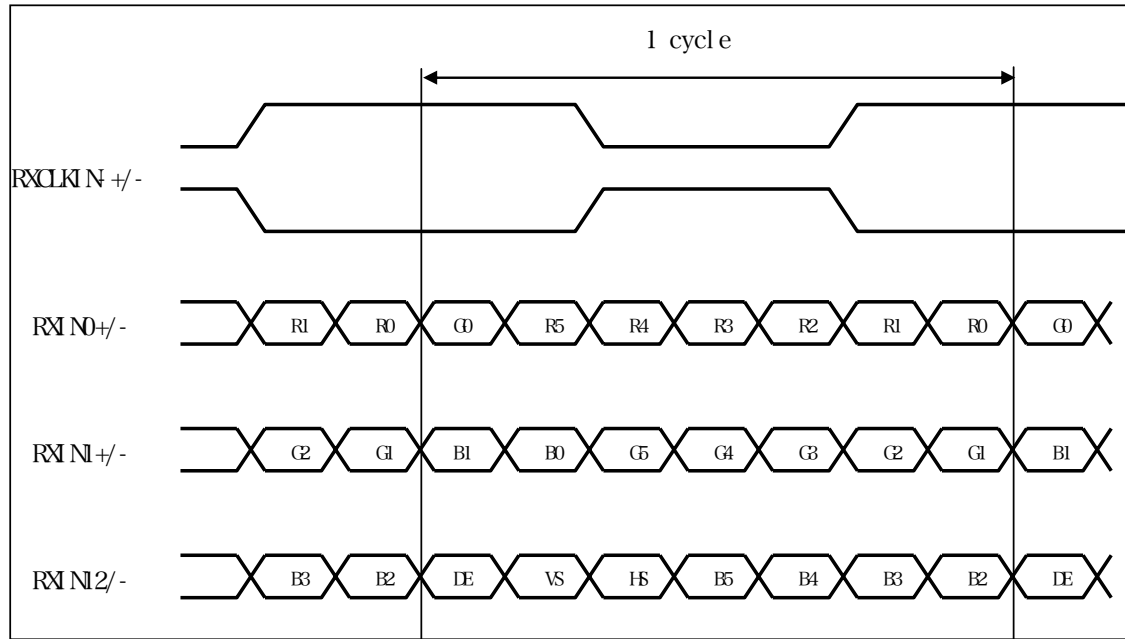 1 cycle
RXCLKIN+/-
RXIN0+/- R1 R0 G0 R5 R4 R3 R2 R1 R0 G0
RXIN1+/- G2 G1 B1 B0 G5 G4 G3 G2 G1 B1
RXIN12/- B3 B2 DE VS HS B5 B4 B3 B2 DE